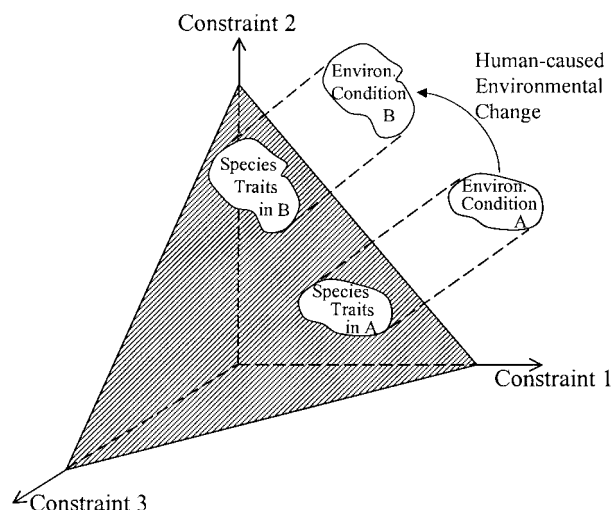 Constraint 2
Human-caused
Environmental
Change
Environ.
Condition
B
Species
Traits
in B
Environ.
Condition
A
Species
Traits
in A
Constraint 1
Constraint 3